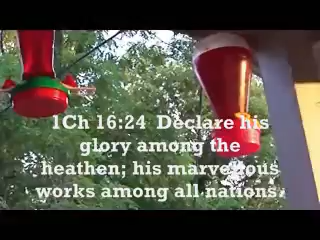 1Ch 16:24  Declare his
glory among the
heathen; his marvellous
works among all nations.